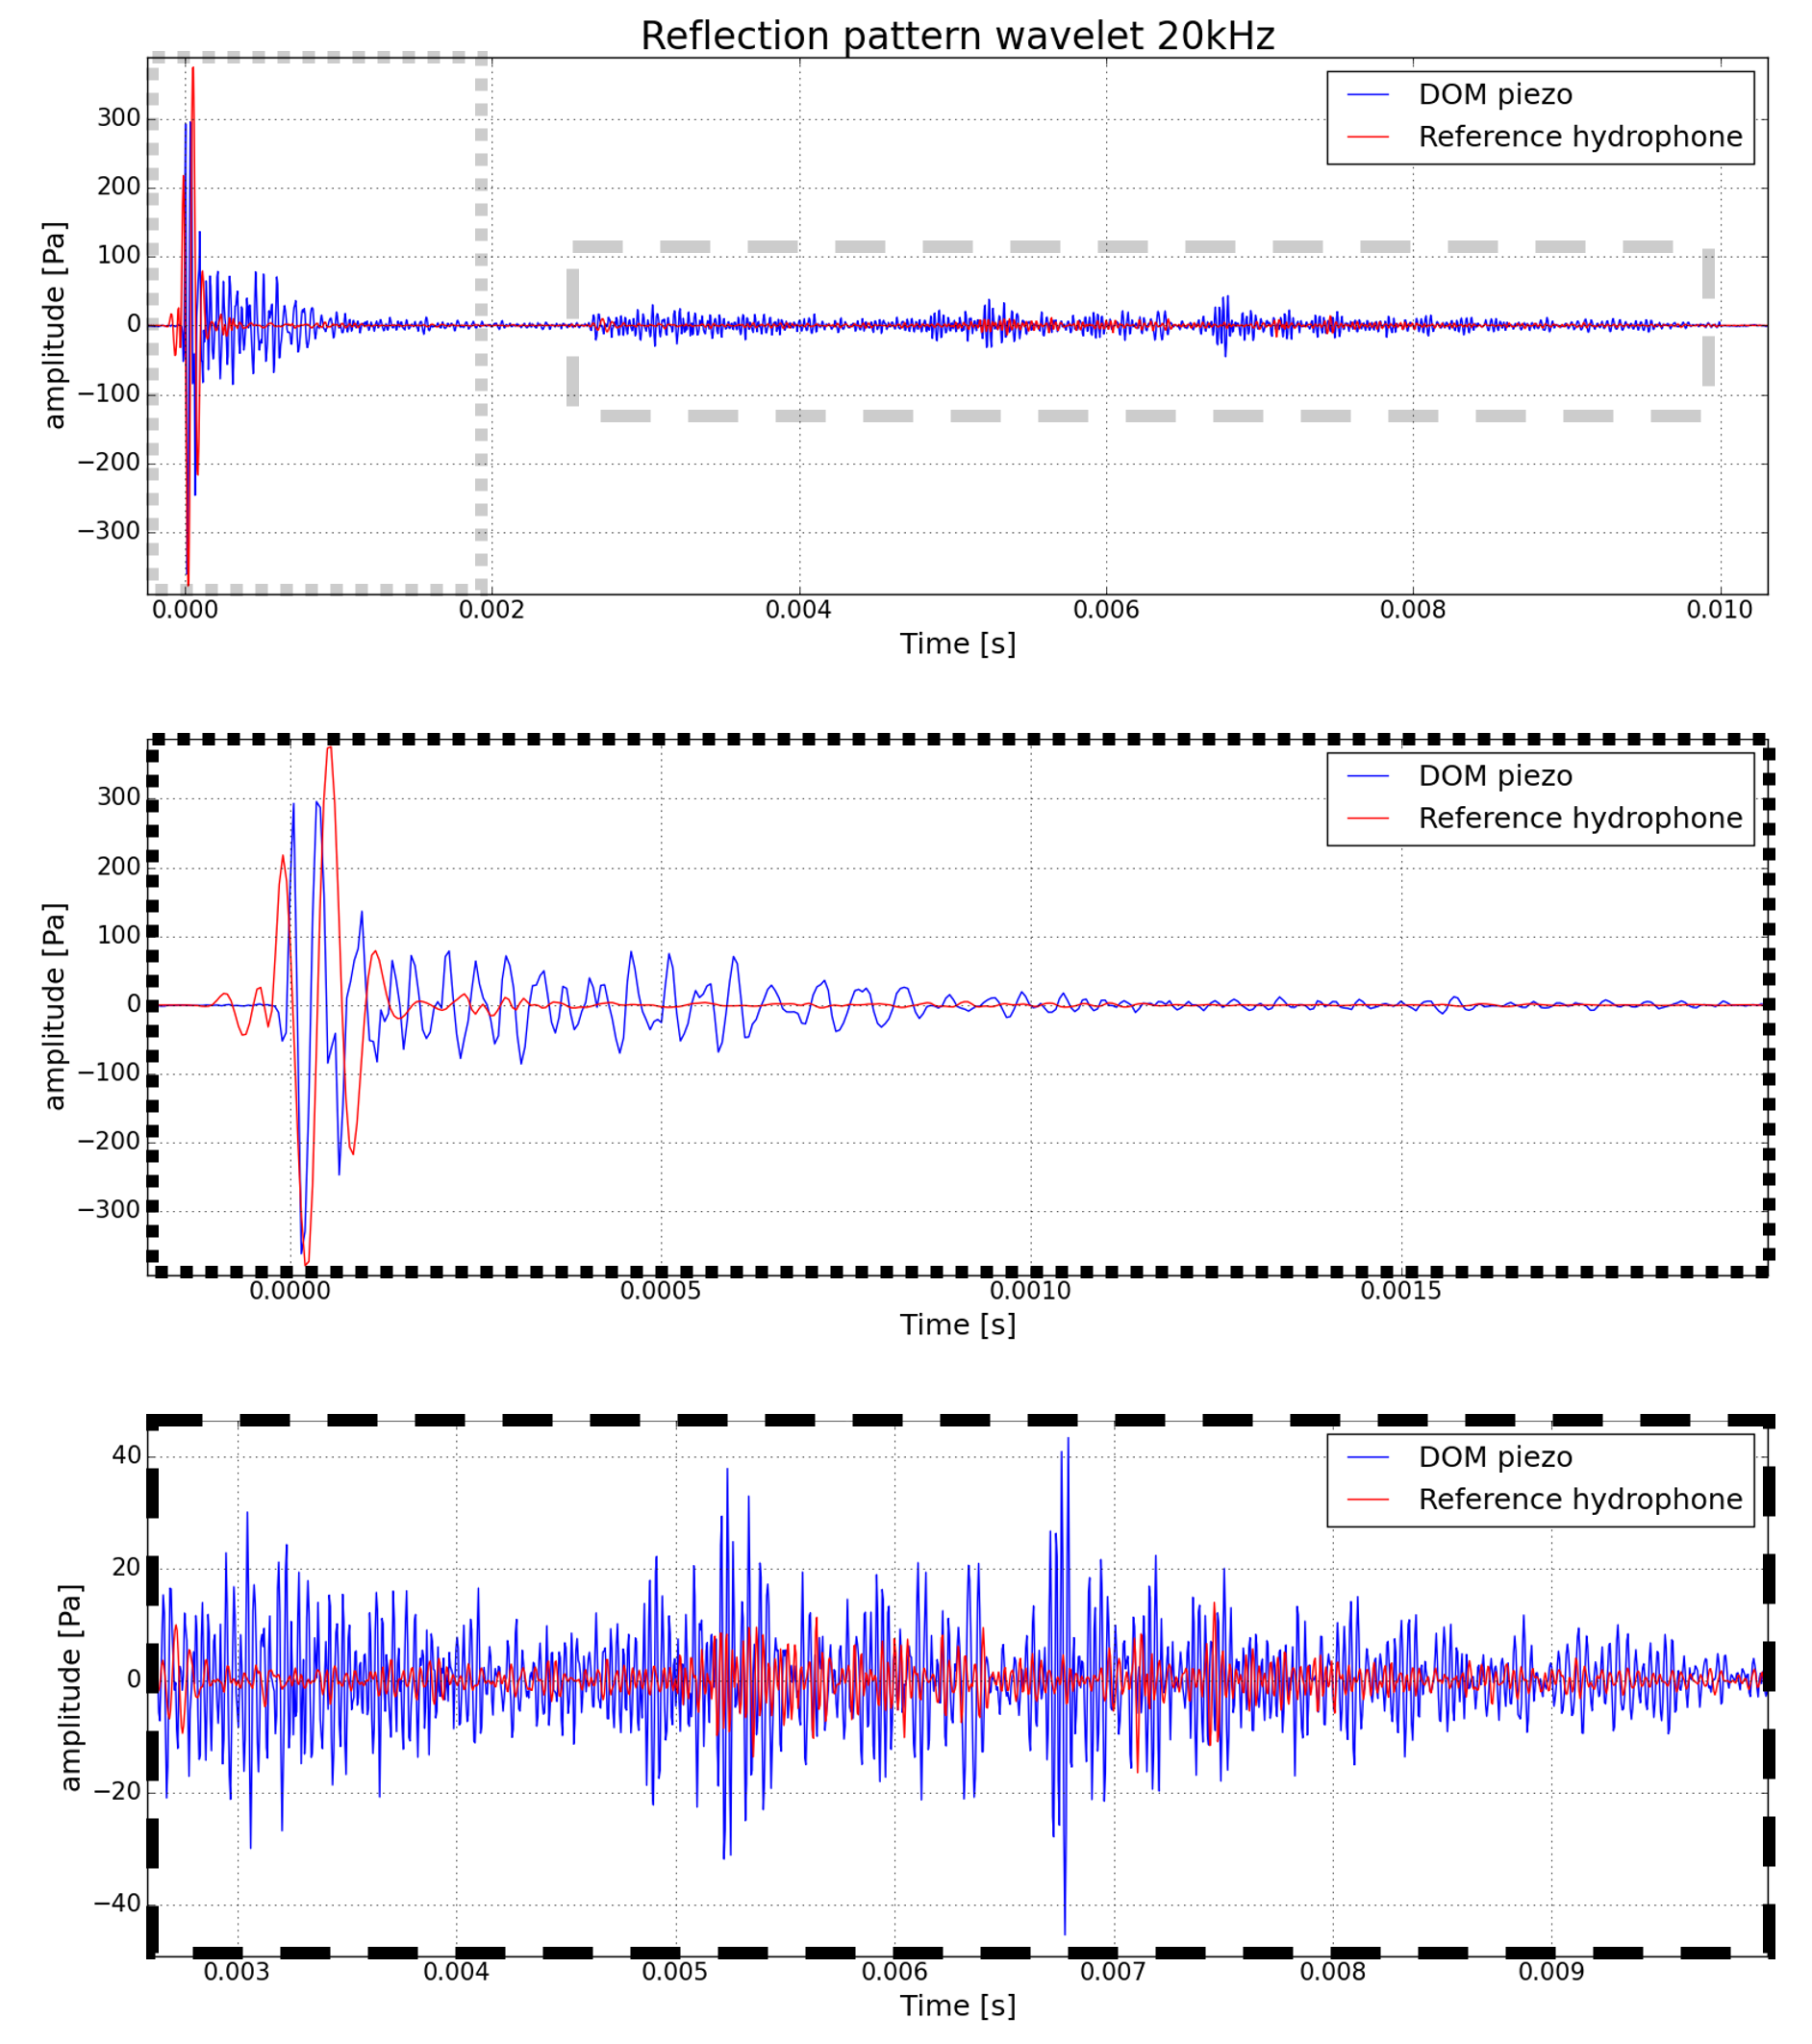 Reflection pattern wavelet 20kHz
DOM piezo
Reference hydrophone
300
200
100
0
−100
−200
−300
amplitude [Pa]
0.000 0.002 0.004 0.006 0.008 0.010
Time [s]
DOM piezo
Reference hydrophone
300
200
100
0
−100
−200
−300
amplitude [Pa]
0.0000 0.0005 0.0010 0.0015
Time [s]
DOM piezo
Reference hydrophone
40
20
0
−20
−40
amplitude [Pa]
0.003 0.004 0.005 0.006 0.007 0.008 0.009
Time [s]